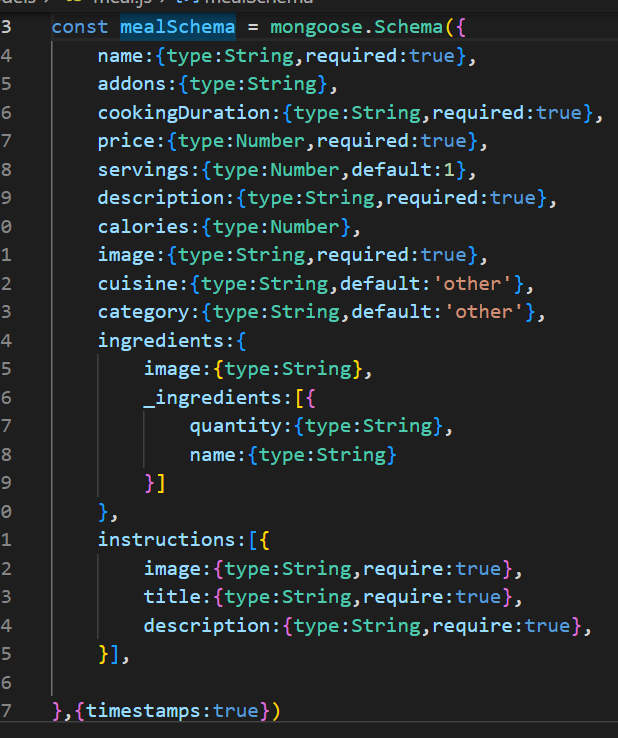 meal.js > mealSchema
3 const mealSchema = mongoose.Schema({
4 name:{type:String,required:true},
5 addons:{type:String},
6 cookingDuration:{type:String,required:true},
7 price:{type:Number,required:true},
8 servings:{type:Number,default:1},
9 description:{type:String,required:true},
0 calories:{type:Number},
1 image:{type:String,required:true},
2 cuisine:{type:String,default:'other'},
3 category:{type:String,default:'other'},
4 ingredients:{
5 image:{type:String},
6 _ingredients:[{
7 quantity:{type:String},
8 name:{type:String}
9 }]
0 },
1 instructions:[{
2 image:{type:String,require:true},
3 title:{type:String,require:true},
4 description:{type:String,require:true},
5 }],
6
7 },{timestamps:true})